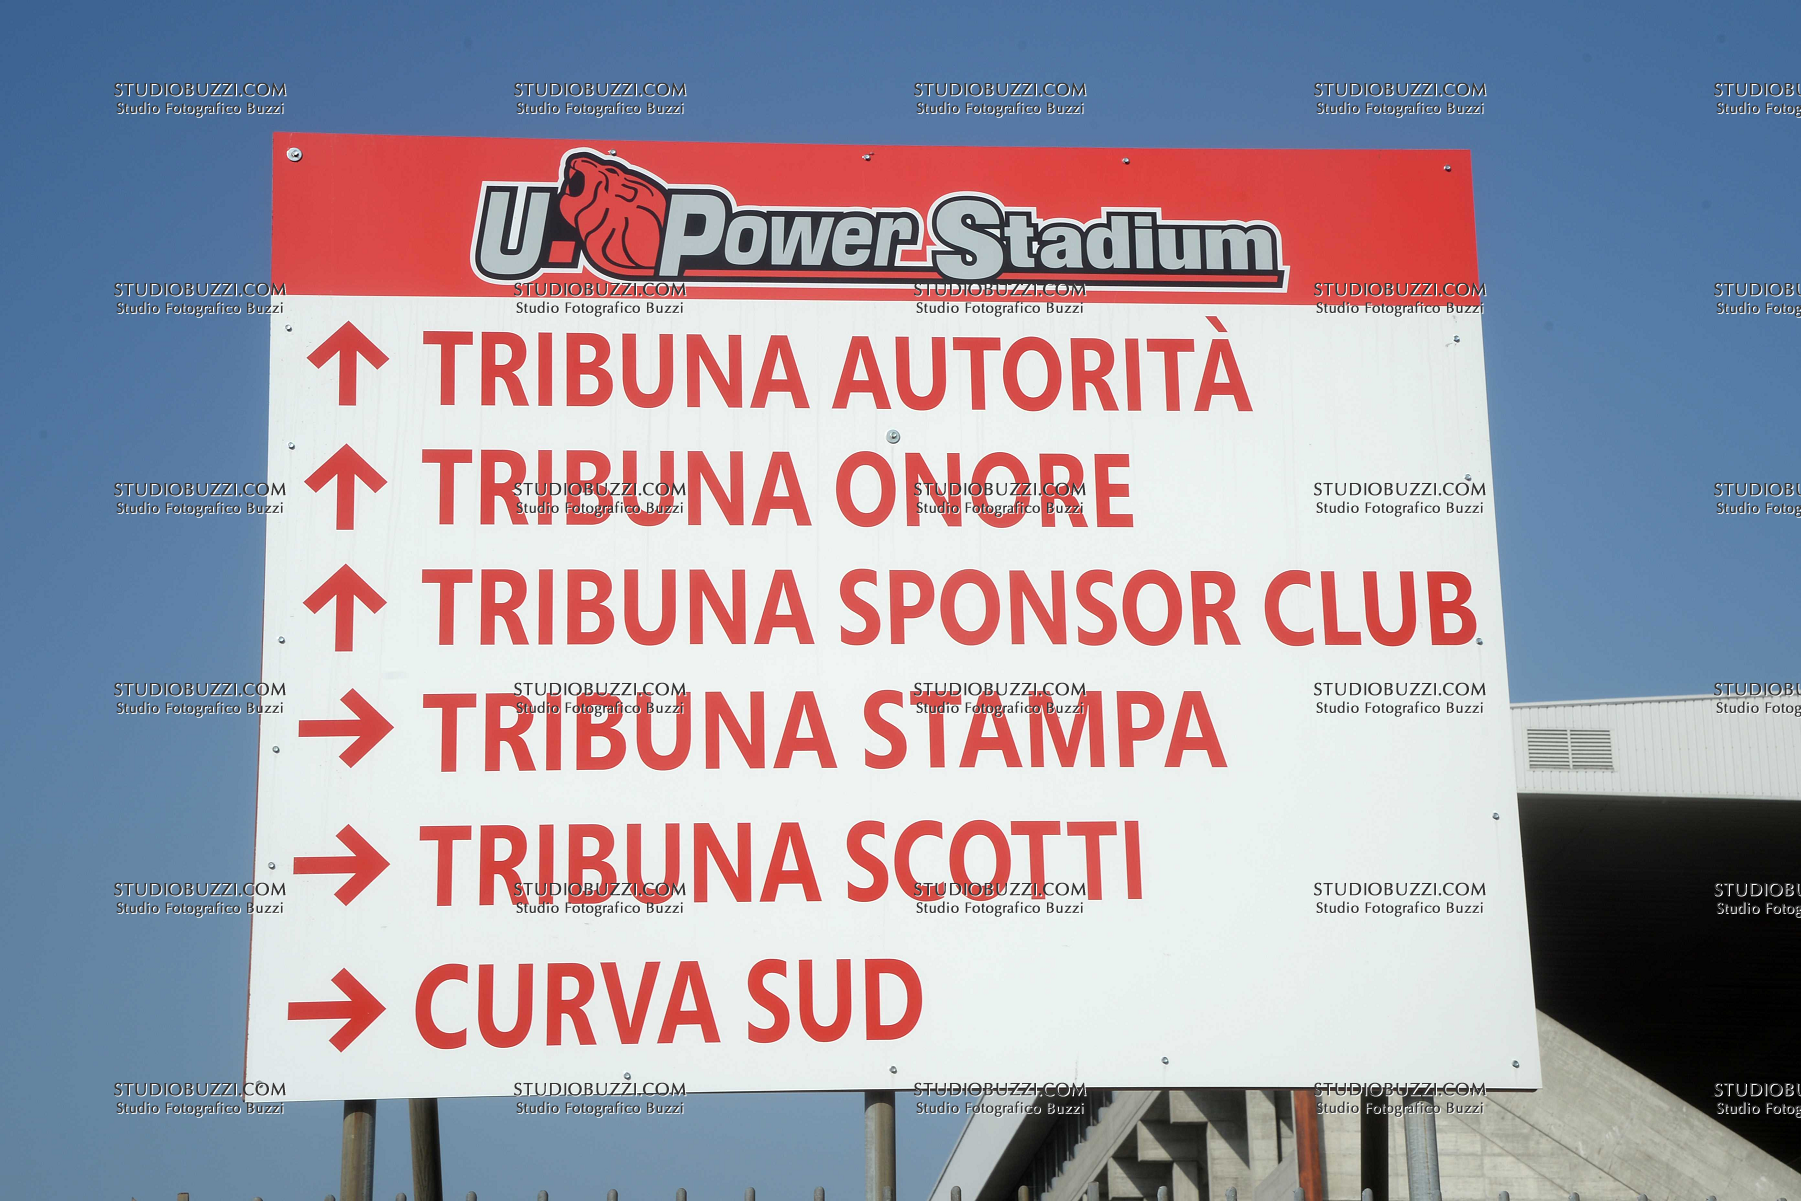 U.Power Stadium
↑ TRIBUNA AUTORITÀ
↑ TRIBUNA ONORE
↑ TRIBUNA SPONSOR CLUB
→ TRIBUNA STAMPA
→ TRIBUNA SCOTTI
→ CURVA SUD
STUDIOBUZZI.COM
Studio Fotografico Buzzi